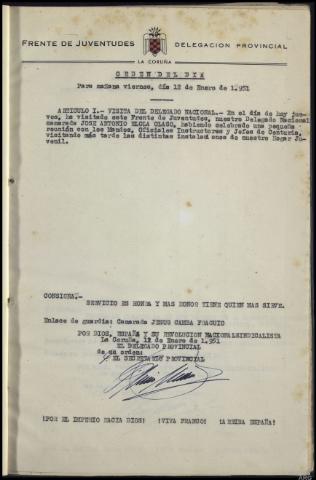 FRENTE DE JUVENTUDES DELEGACION PROVINCIAL
LA CORUÑA
ORDEN DEL DIA
Para mañana viernes, día 12 de Enero de 1.951
ARTICULO I.- VISITA DEL DELEGADO NACIONAL.- En el día de hoy jue-
ves, ha visitado este Frente de Juventudes, nuestro Delegado Nacional
camarada JOSE ANTONIO ELOLA OLASO, habiendo celebrado una pequeña
reunión con los Mandos, Oficiales Instructores y Jefes de Centuria,
visitando más tarde las distintas instalaciones de nuestro Hogar Ju-
venil.
CONSIGNA.-
SERVICIO ES HONRA Y MAS HONOR TIENE QUIEN MAS SIRVE.
Enlace de guardia: Camarada JESUS CAMBA FRAGUIO
POR DIOS, ESPAÑA Y SU REVOLUCION NACIONALSINDICALISTA
La Coruña, 12 de Enero de 1.951
EL DELEGADO PROVINCIAL
de su orden:
EL SECRETARIO PROVINCIAL
¡POR EL IMPERIO HACIA DIOS! ¡VIVA FRANCO! ¡ARRIBA ESPAÑA!
ARG